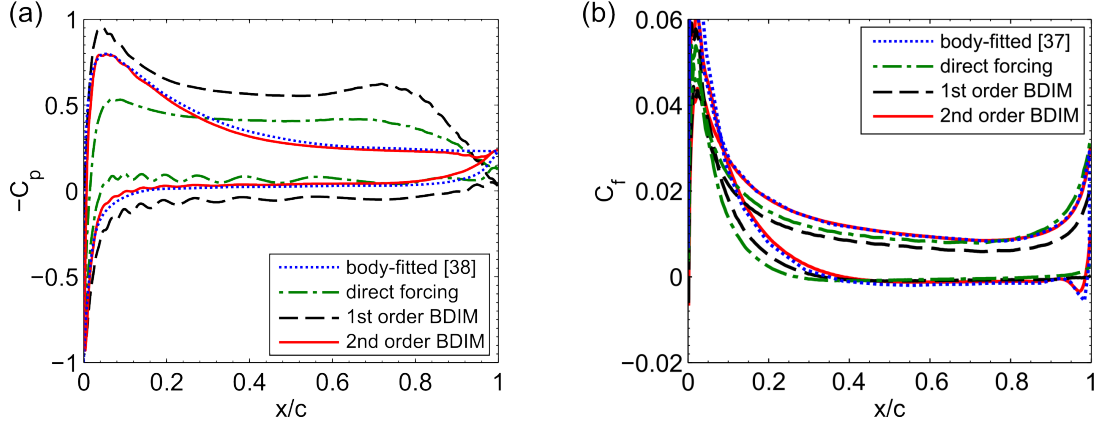 (a)
1
0.5
0
−0.5
−1
−C_p
0 0.2 0.4 0.6 0.8 1
x/c
body-fitted [38]
direct forcing
1st order BDIM
2nd order BDIM
(b)
0.06
0.04
0.02
0
−0.02
C_f
0 0.2 0.4 0.6 0.8 1
x/c
body-fitted [37]
direct forcing
1st order BDIM
2nd order BDIM